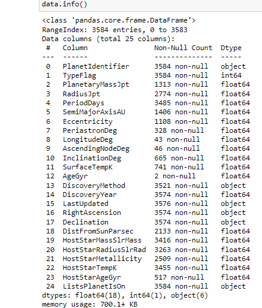 data.info()
<class 'pandas.core.frame.DataFrame'>
RangeIndex: 3584 entries, 0 to 3583
Data columns (total 25 columns):
# Column Non-Null Count Dtype
--- ------ -------------- -----
0 PlanetIdentifier 3584 non-null object
1 TypeFlag 3584 non-null int64
2 PlanetaryMassJpt 1313 non-null float64
3 RadiusJpt 2774 non-null float64
4 PeriodDays 3485 non-null float64
5 SemiMajorAxisAU 1406 non-null float64
6 Eccentricity 1108 non-null float64
7 PeriastronDeg 328 non-null float64
8 LongitudeDeg 43 non-null float64
9 AscendingNodeDeg 46 non-null float64
10 InclinationDeg 665 non-null float64
11 SurfaceTempK 741 non-null float64
12 AgeGyr 2 non-null float64
13 DiscoveryMethod 3521 non-null object
14 DiscoveryYear 3574 non-null float64
15 LastUpdated 3576 non-null object
16 RightAscension 3574 non-null object
17 Declination 3574 non-null object
18 DistFromSunParsec 2133 non-null float64
19 HostStarMassSlrMass 3416 non-null float64
20 HostStarRadiusSlrRad 3263 non-null float64
21 HostStarMetallicity 2509 non-null float64
22 HostStarTempK 3455 non-null float64
23 HostStarAgeGyr 517 non-null float64
24 ListsPlanetIsOn 3584 non-null object
dtypes: float64(18), int64(1), object(6)
memory usage: 700.1+ KB